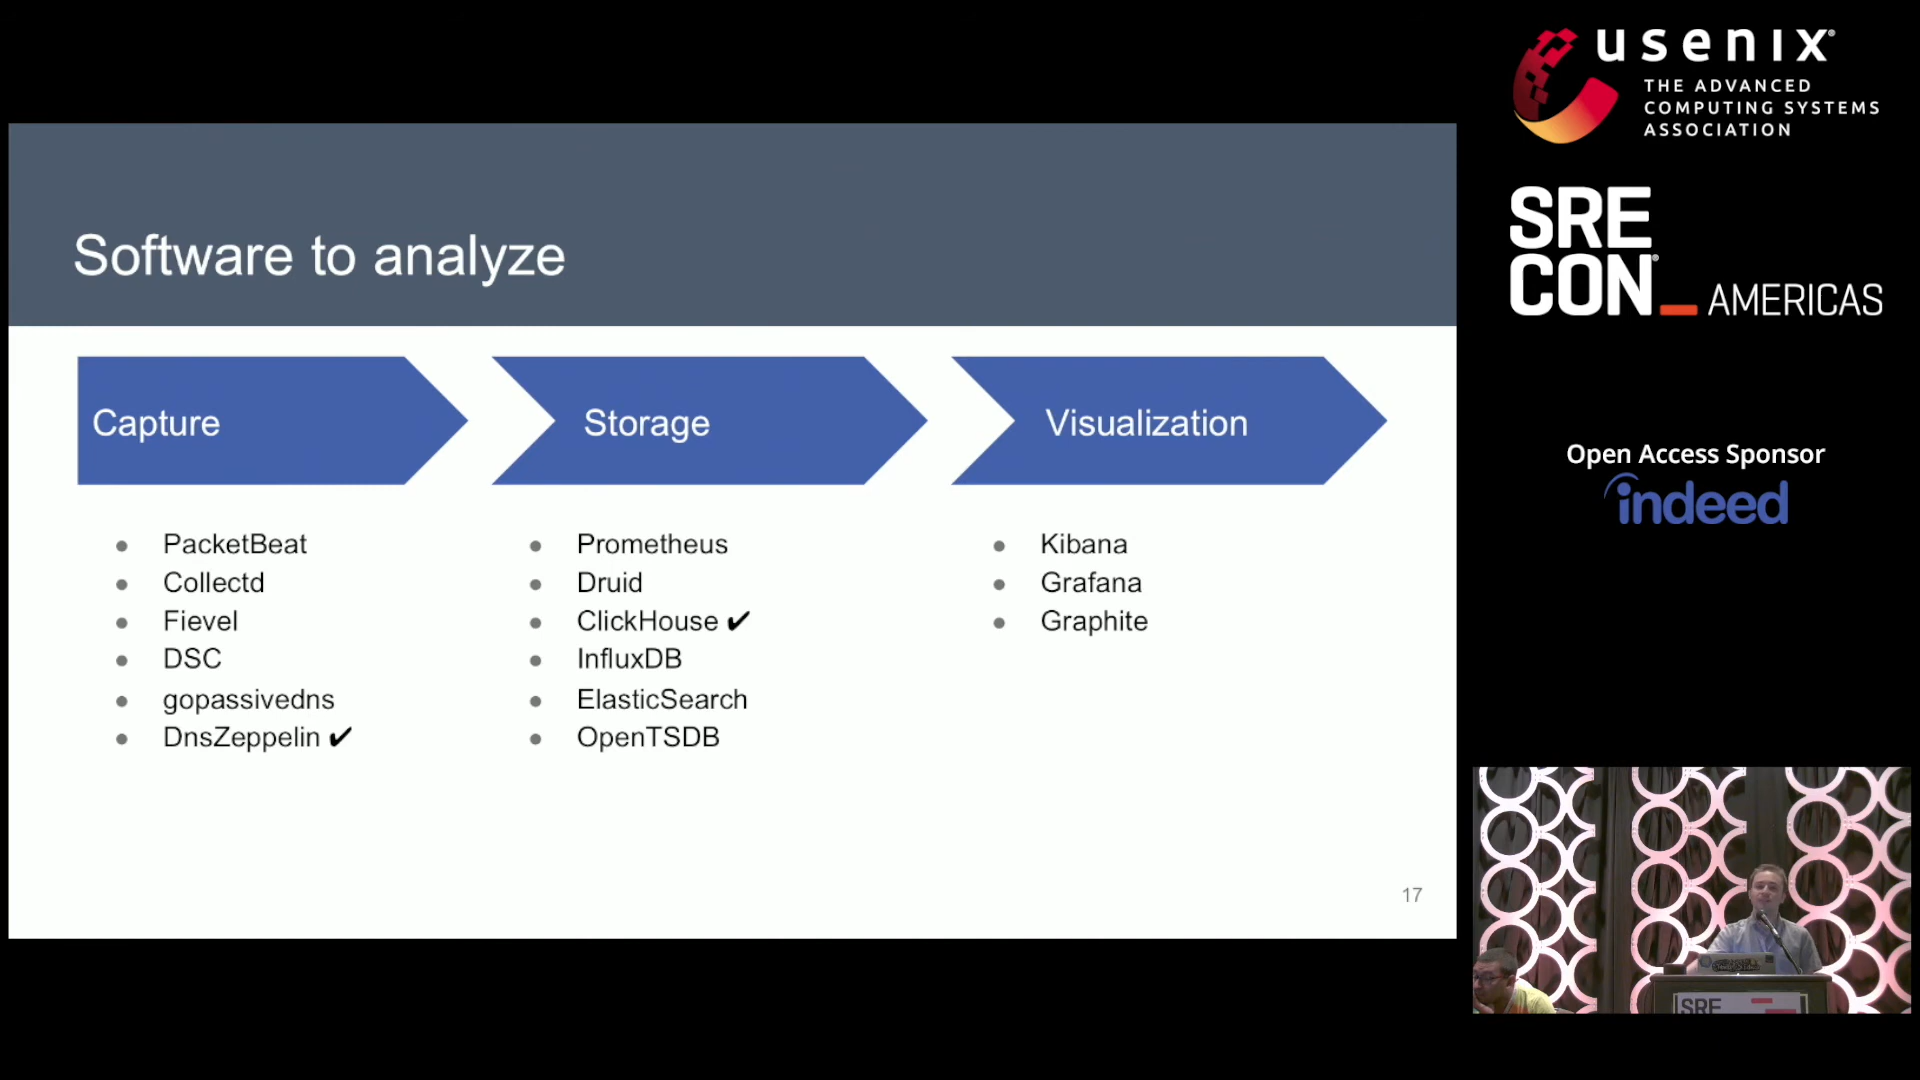 Software to analyze
Capture
Storage
Visualization
PacketBeat
Collectd
Fievel
DSC
gopassivedns
DnsZeppelin ✔
Prometheus
Druid
ClickHouse ✔
InfluxDB
ElasticSearch
OpenTSDB
Kibana
Grafana
Graphite
17
usenix®
THE ADVANCED
COMPUTING SYSTEMS
ASSOCIATION
SRE
CON®_AMERICAS
Open Access Sponsor
indeed
SRE